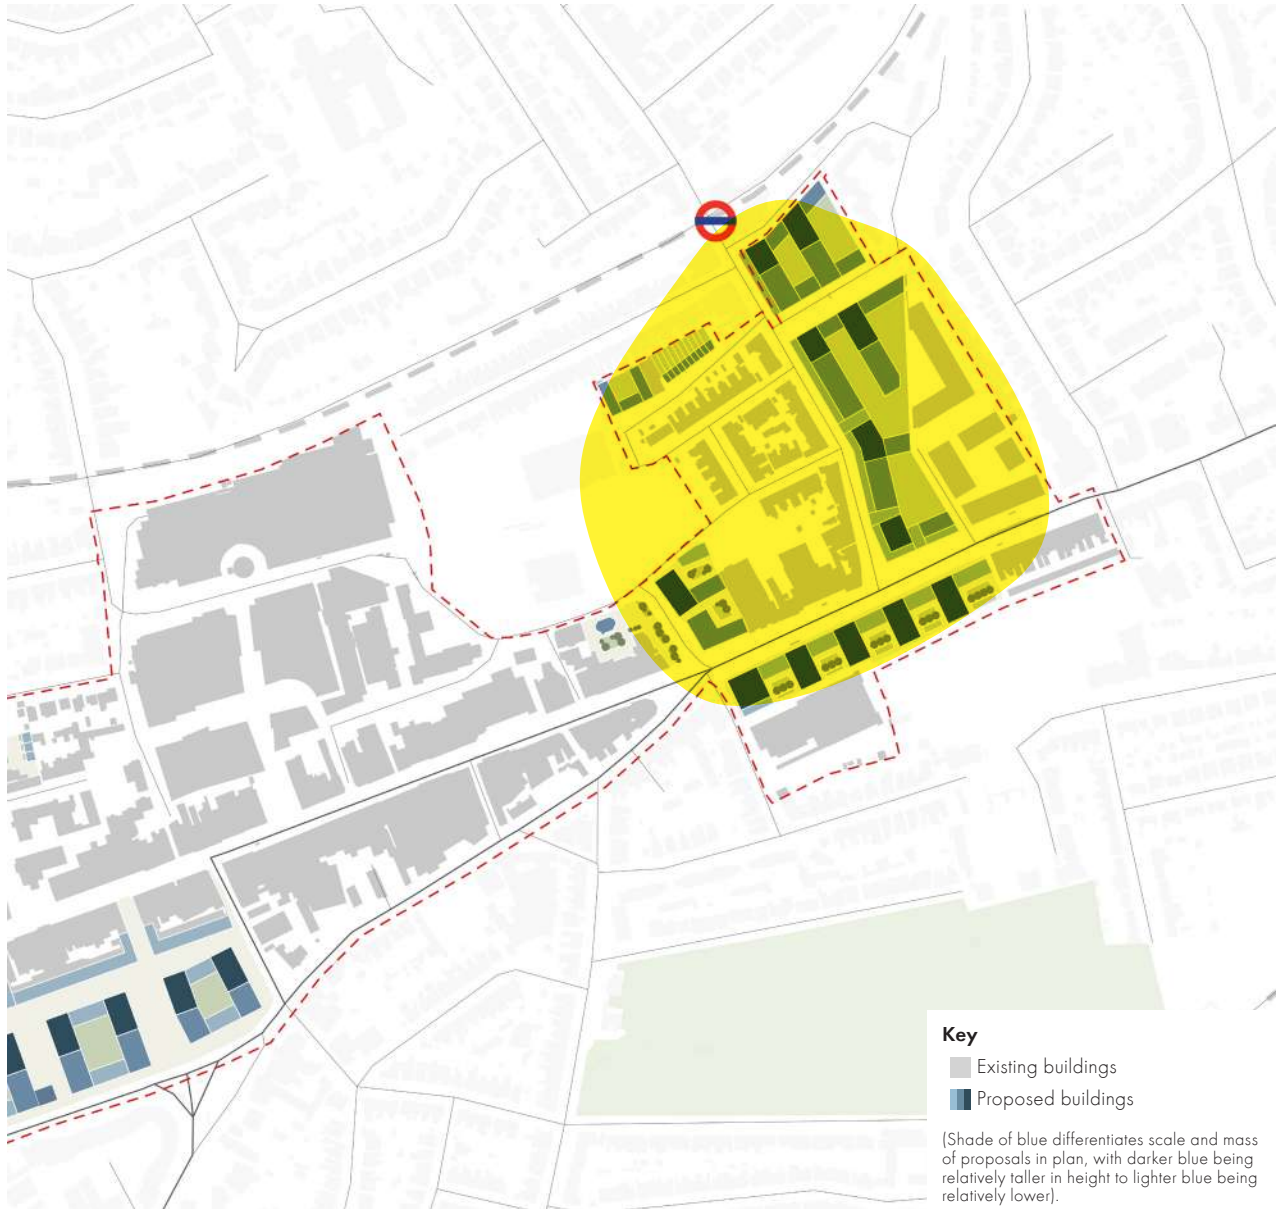 Key
Existing buildings
Proposed buildings
(Shade of blue differentiates scale and mass
of proposals in plan, with darker blue being
relatively taller in height to lighter blue being
relatively lower).